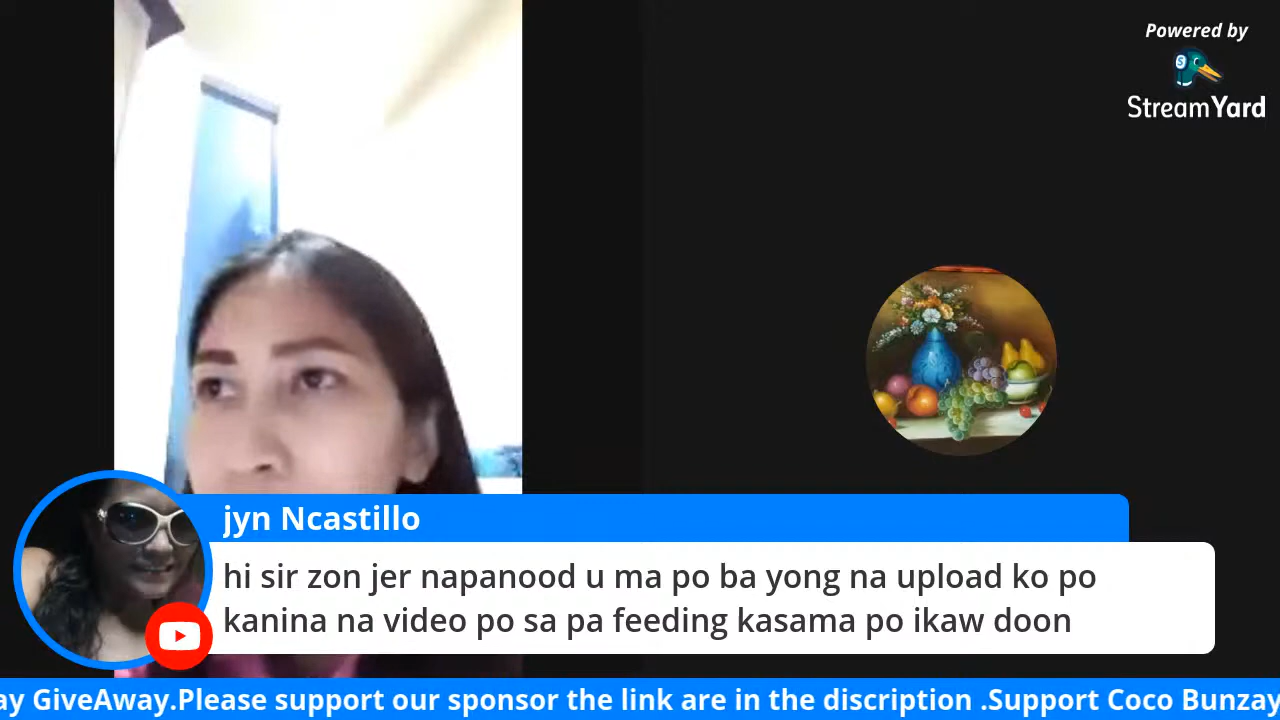 Powered by
StreamYard
jyn Ncastillo
hi sir zon jer napanood u ma po ba yong na upload ko po
kanina na video po sa pa feeding kasama po ikaw doon
ay GiveAway.Please support our sponsor the link are in the discription .Support Coco Bunzay